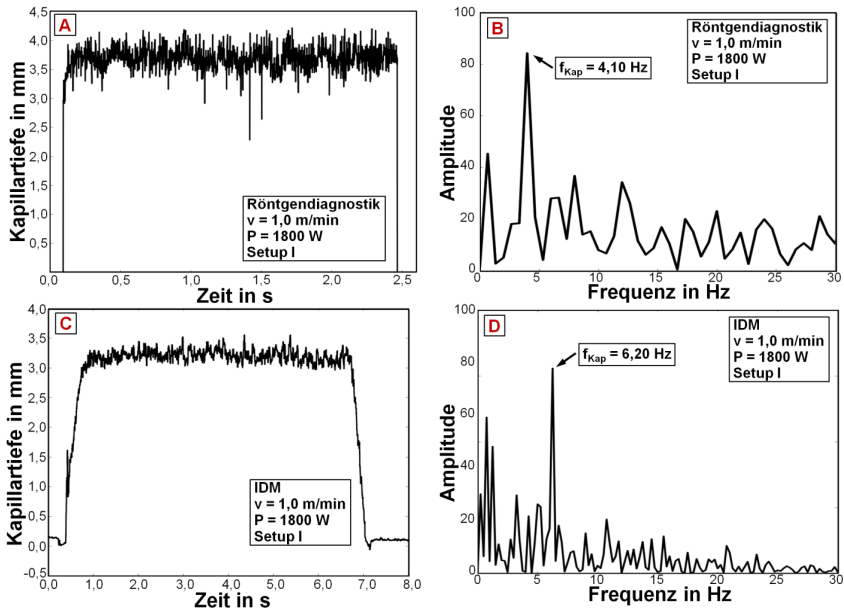 A
4,5
4,0
3,5
3,0
2,5
2,0
1,5
1,0
0,5
Kapillartiefe in mm
Röntgendiagnostik
v = 1,0 m/min
P = 1800 W
Setup I
0,0
0,5
1,0
1,5
2,0
2,5
Zeit in s
B
100
80
60
40
20
0
Amplitude
f_Kap = 4,10 Hz
Röntgendiagnostik
v = 1,0 m/min
P = 1800 W
Setup I
0
5
10
15
20
25
30
Frequenz in Hz
C
4,0
3,5
3,0
2,5
2,0
1,5
1,0
0,5
0,0
-0,5
Kapillartiefe in mm
IDM
v = 1,0 m/min
P = 1800 W
Setup I
0,0
1,0
2,0
3,0
4,0
5,0
6,0
7,0
8,0
Zeit in s
D
100
80
60
40
20
0
Amplitude
f_Kap = 6,20 Hz
IDM
v = 1,0 m/min
P = 1800 W
Setup I
0
5
10
15
20
25
30
Frequenz in Hz